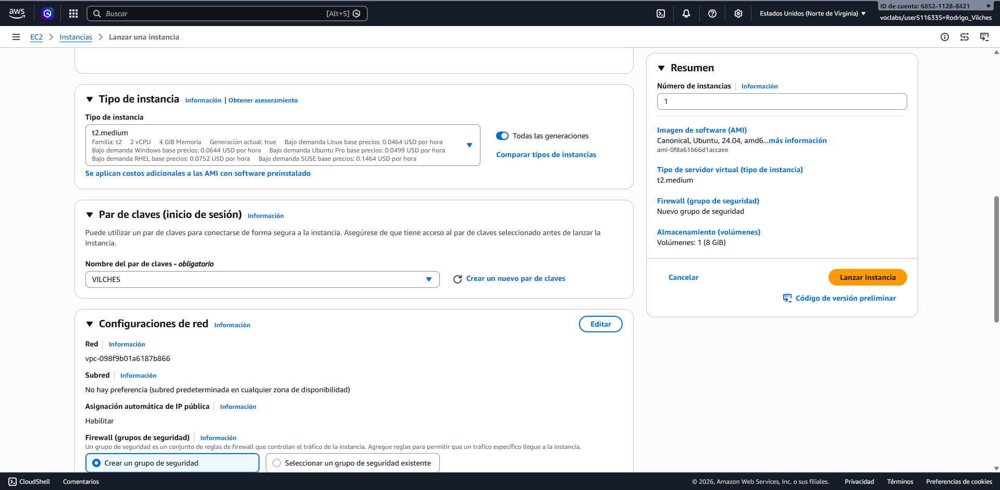 aws
Buscar
[Alt+S]
Estados Unidos (Norte de Virginia)
ID de cuenta: 6852-1128-8421
voclabs/user5116335=Rodrigo_Vilches
EC2
Instancias
Lanzar una instancia
Tipo de instancia
Información | Obtener asesoramiento
Tipo de instancia
t2.medium
Familia: t2 2 vCPU 4 GiB Memoria Generación actual: true Bajo demanda Linux base precios: 0.0464 USD por hora
Bajo demanda Windows base precios: 0.0644 USD por hora Bajo demanda Ubuntu Pro base precios: 0.0499 USD por hora
Bajo demanda RHEL base precios: 0.0752 USD por hora Bajo demanda SUSE base precios: 0.1464 USD por hora
Todas las generaciones
Comparar tipos de instancias
Se aplican costos adicionales a las AMI con software preinstalado
Par de claves (inicio de sesión)
Información
Puede utilizar un par de claves para conectarse de forma segura a la instancia. Asegúrese de que tiene acceso al par de claves seleccionado antes de lanzar la
instancia.
Nombre del par de claves - obligatorio
VILCHES
Crear un nuevo par de claves
Configuraciones de red
Información
Editar
Red
Información
vpc-098f9b01a6187b866
Subred
Información
No hay preferencia (subred predeterminada en cualquier zona de disponibilidad)
Asignación automática de IP pública
Información
Habilitar
Firewall (grupos de seguridad)
Información
Un grupo de seguridad es un conjunto de reglas de firewall que controlan el tráfico de la instancia. Agregue reglas para permitir que un tráfico específico llegue a la instancia.
Crear un grupo de seguridad
Seleccionar un grupo de seguridad existente
Resumen
Número de instancias
Información
1
Imagen de software (AMI)
Canonical, Ubuntu, 24.04, amd6...más información
ami-0f8a61b66d1accaee
Tipo de servidor virtual (tipo de instancia)
t2.medium
Firewall (grupo de seguridad)
Nuevo grupo de seguridad
Almacenamiento (volúmenes)
Volúmenes: 1 (8 GiB)
Cancelar
Lanzar instancia
Código de versión preliminar
CloudShell
Comentarios
© 2026, Amazon Web Services, Inc. o sus filiales.
Privacidad
Términos
Preferencias de cookies